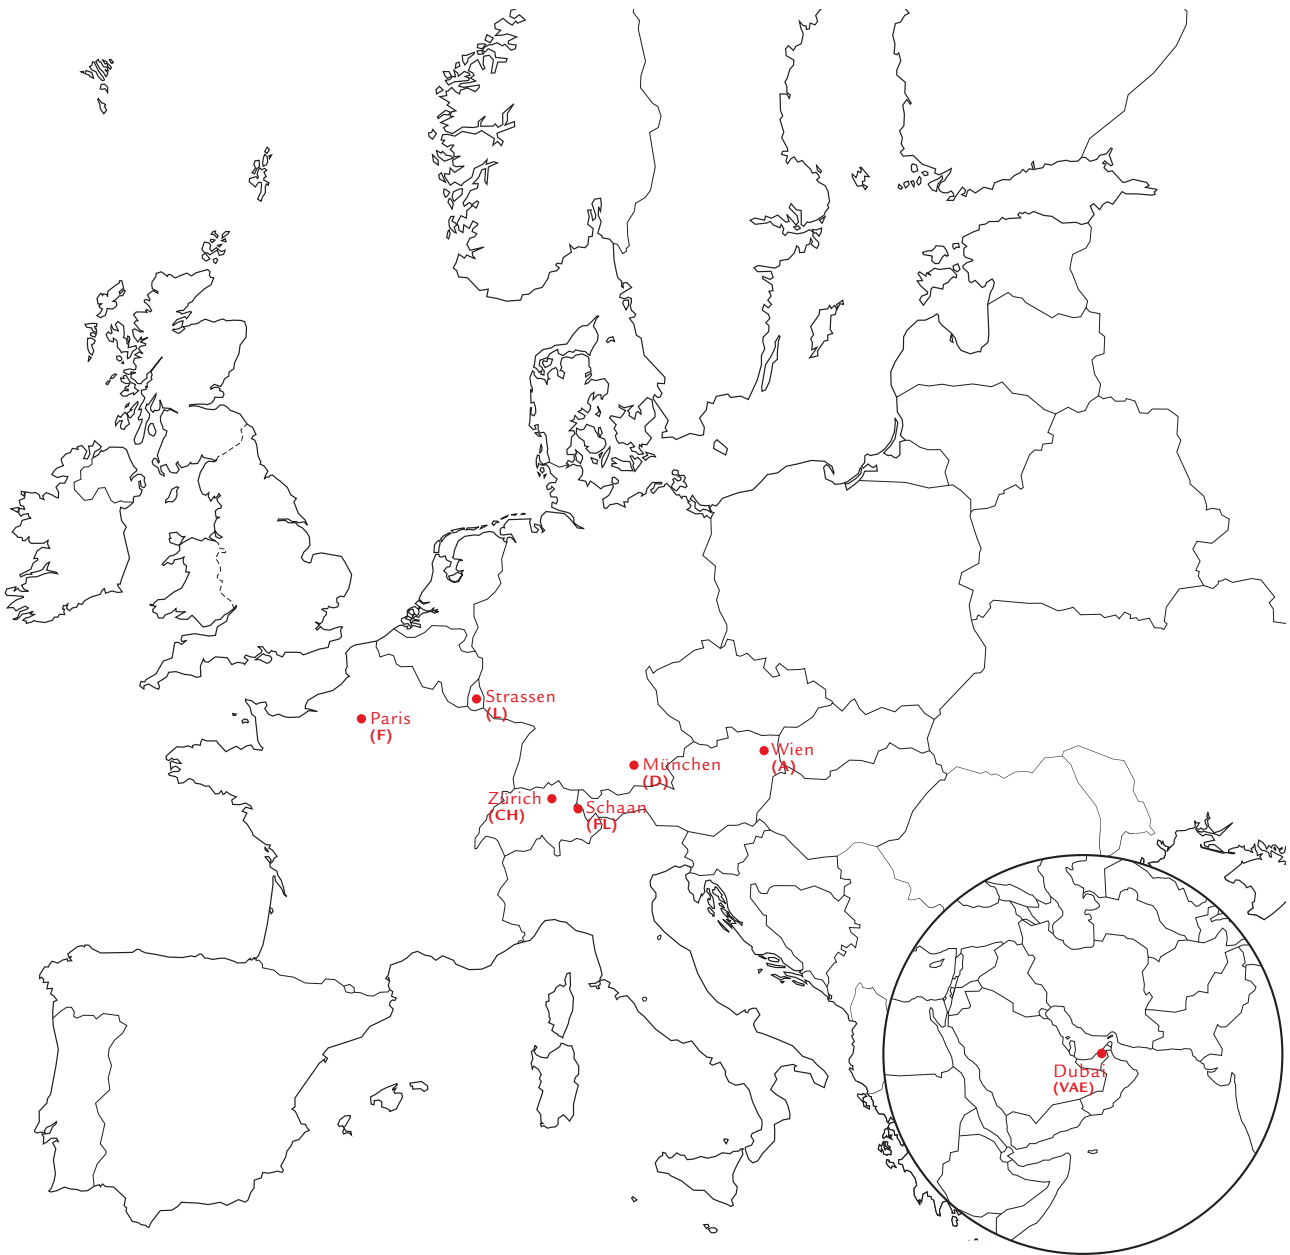 Strassen
(L)
Paris
(F)
Wien
(A)
München
(D)
Zürich
(CH)
Schaan
(FL)
Dubai
(VAE)